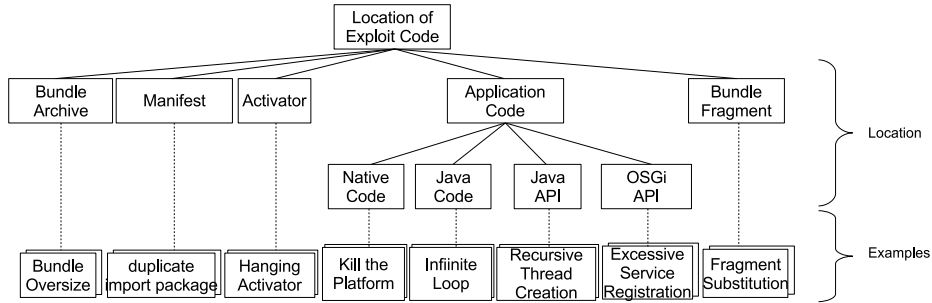 Location of
Exploit Code
Bundle
Archive
Manifest
Activator
Application
Code
Bundle
Fragment
Location
Native
Code
Java
Code
Java
API
OSGi
API
Bundle
Oversize
duplicate
import package
Hanging
Activator
Kill the
Platform
Infiinite
Loop
Recursive
Thread
Creation
Excessive
Service
Registration
Fragment
Substitution
Examples